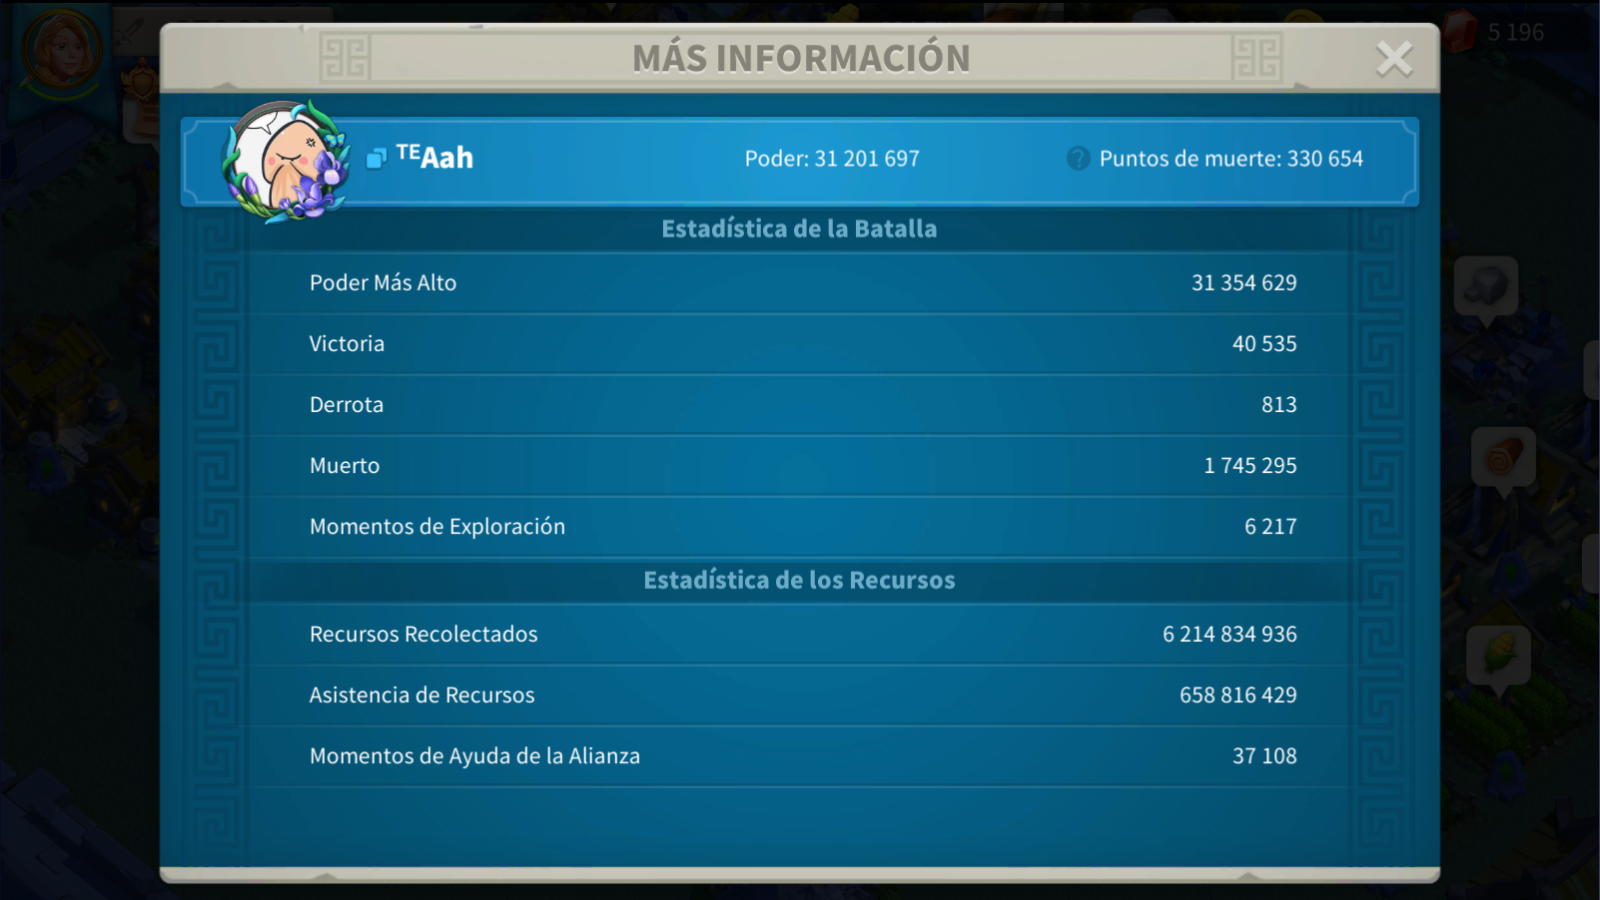 5 196
MÁS INFORMACIÓN
ᵀᴱAah
Poder: 31 201 697
? Puntos de muerte: 330 654
Estadística de la Batalla
Poder Más Alto 31 354 629
Victoria 40 535
Derrota 813
Muerto 1 745 295
Momentos de Exploración 6 217
Estadística de los Recursos
Recursos Recolectados 6 214 834 936
Asistencia de Recursos 658 816 429
Momentos de Ayuda de la Alianza 37 108